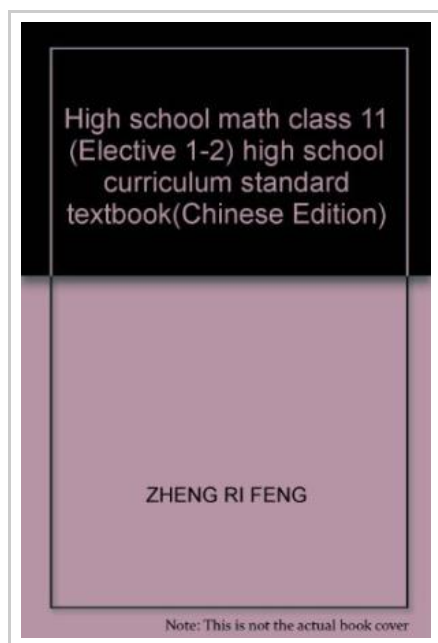 High school math class 11
(Elective 1-2) high school
curriculum standard
textbook(Chinese Edition)
ZHENG RI FENG
Note: This is not the actual book cover